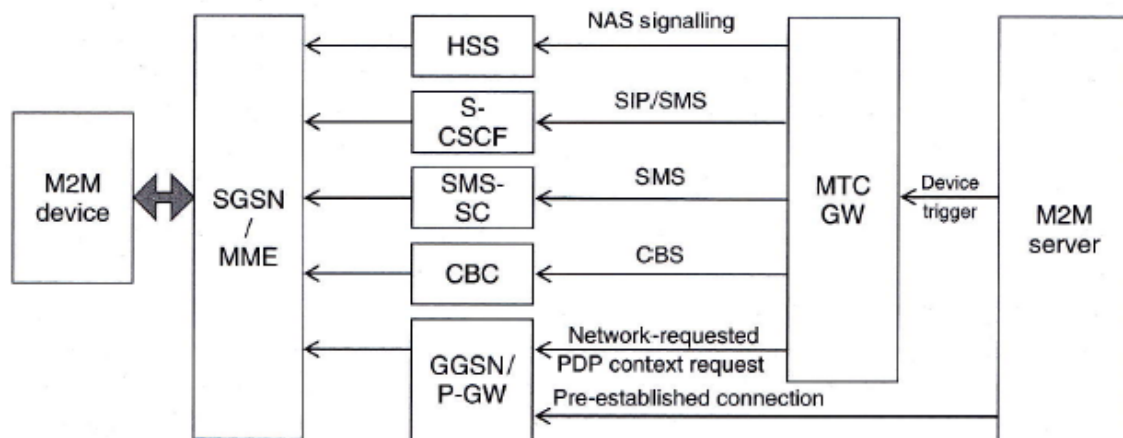 NAS signalling
HSS
SIP/SMS
S-
CSCF
M2M
device
SGSN
/
MME
SMS
SMS-
SC
MTC
GW
Device
trigger
M2M
server
CBS
CBC
Network-requested
PDP context request
GGSN/
P-GW
Pre-established connection